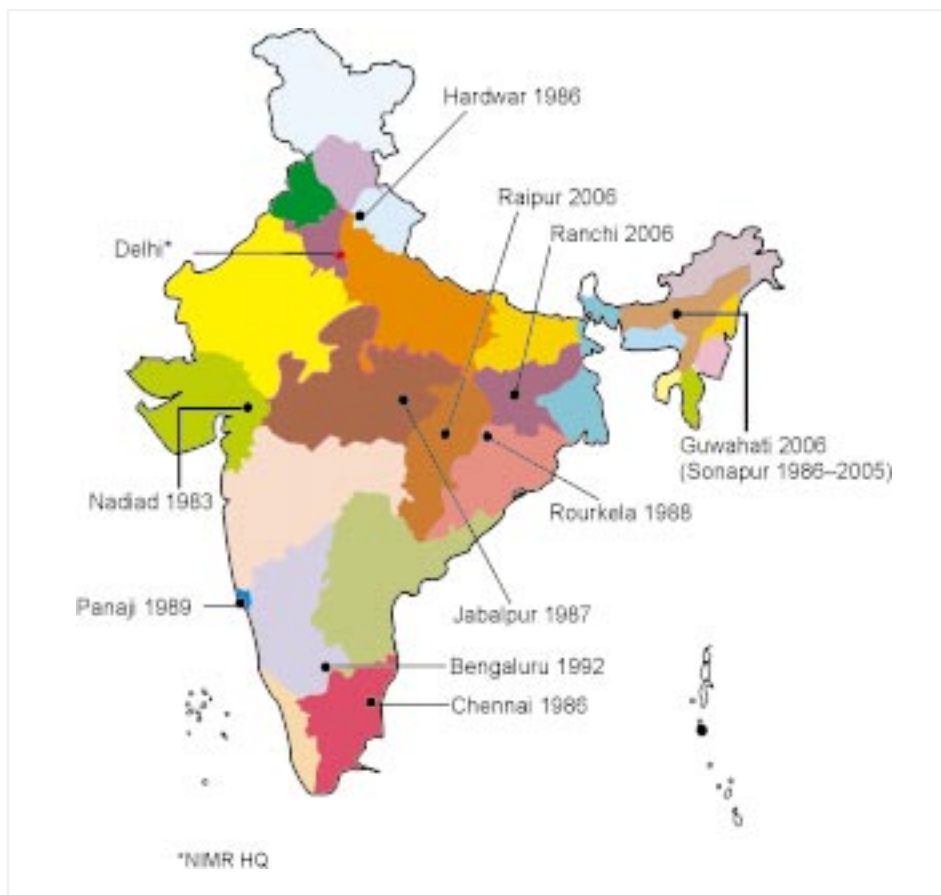 Hardwar 1986
Raipur 2006
Ranchi 2006
Delhi*
Guwahati 2006
(Sonapur 1986–2005)
Nadiad 1983
Rourkela 1988
Panaji 1989
Jabalpur 1987
Bengaluru 1992
Chennai 1986
*NIMR HQ